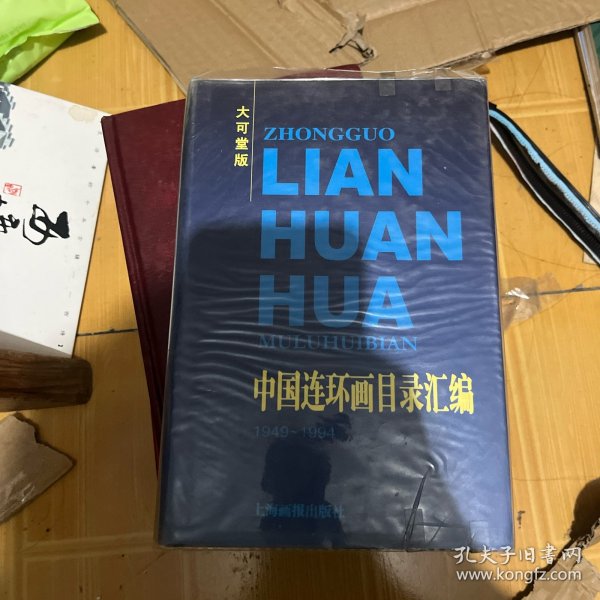 大可堂版
ZHONGGUO
LIAN
HUAN
HUA
MULUHUIBIAN
中国连环画目录汇编
1949~1994
上海画报出版社
孔夫子旧书网
www.kongfz.com